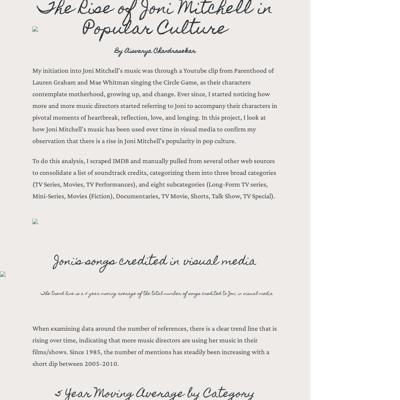 The Rise of Joni Mitchell in
Popular Culture
By Aiswarya Chandrasekar
My initiation into Joni Mitchell's music was through a Youtube clip from Parenthood of
Lauren Graham and Mae Whitman singing the Circle Game, as their characters
contemplate motherhood, growing up, and change. Ever since, I started noticing how
more and more music directors started referring to Joni to accompany their characters in
pivotal moments of heartbreak, reflection, love, and longing. In this project, I look at
how Joni Mitchell's music has been used over time in visual media to confirm my
observation that there is a rise in Joni Mitchell's popularity in pop culture.
To do this analysis, I scraped IMDB and manually pulled from several other web sources
to consolidate a list of soundtrack credits, categorizing them into three broad categories
(TV Series, Movies, TV Performances), and eight subcategories (Long-Form TV series,
Mini-Series, Movies (Fiction), Documentaries, TV Movie, Shorts, Talk Show, TV Special).
Joni's songs credited in visual media
The trend line is a 5 year moving average of the total number of songs credited to Joni in visual media
When examining data around the number of references, there is a clear trend line that is
rising over time, indicating that more music directors are using her music in their
films/shows. Since 1985, the number of mentions has steadily been increasing with a
short dip between 2005-2010.
5 Year Moving Average by Category